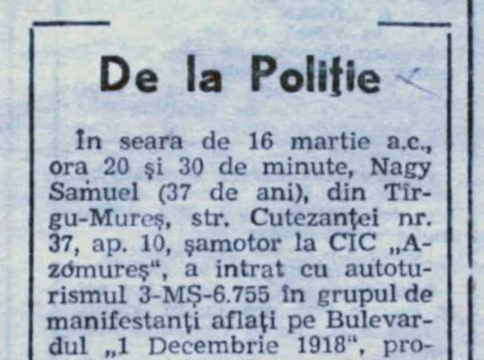 De la Poliţie
În seara de 16 martie a.c.,
ora 20 şi 30 de minute, Nagy
Samuel (37 de ani), din Tîr-
gu-Mureş, str. Cutezanţei nr.
37, ap. 10, şamotor la CIC „A-
zomureş“, a intrat cu autotu-
rismul 3-MŞ-6.755 în grupul de
manifestanţi aflaţi pe Bulevar-
dul „1 Decembrie 1918“, pro-